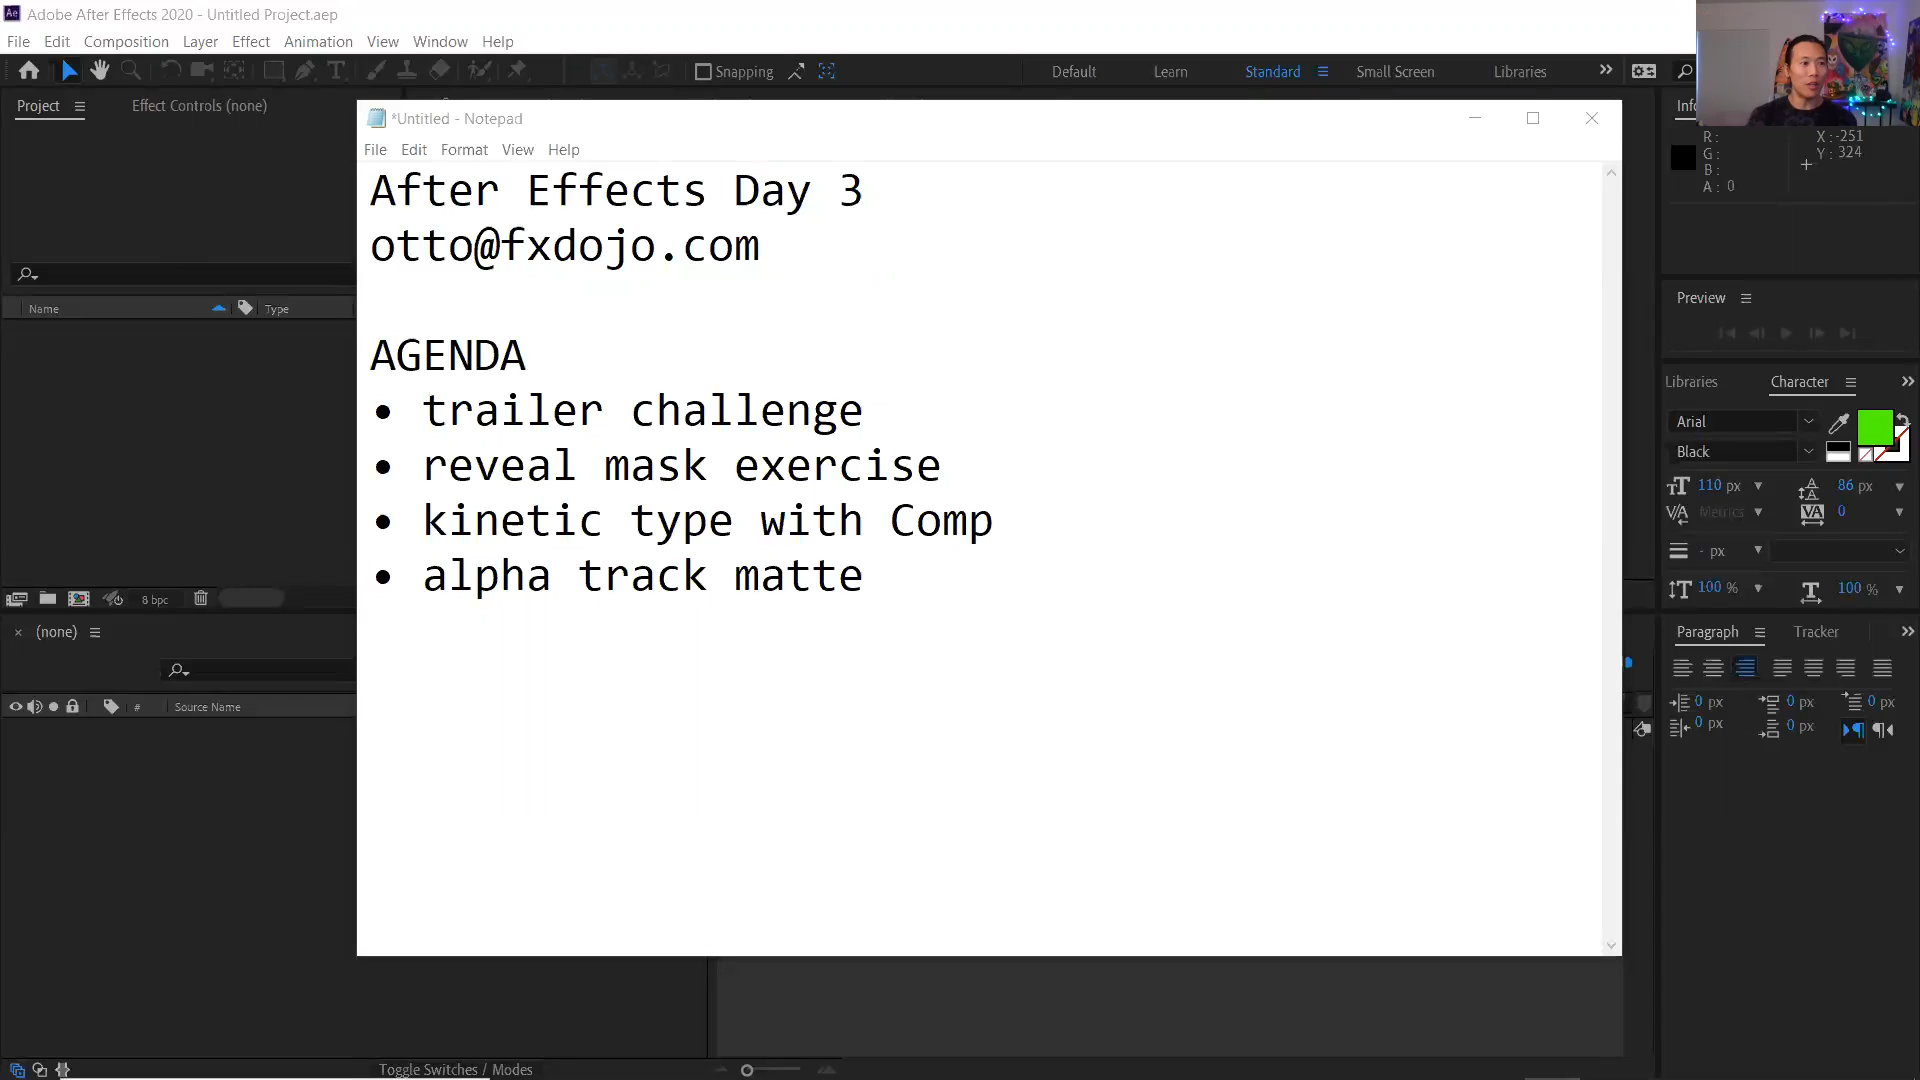 Adobe After Effects 2020 - Untitled Project.aep
File Edit Composition Layer Effect Animation View Window Help
Snapping
Default Learn Standard Small Screen Libraries
Project
Effect Controls (none)
Name Type
8 bpc
(none)
# Source Name
Toggle Switches / Modes
*Untitled - Notepad
File Edit Format View Help
After Effects Day 3
otto@fxdojo.com
AGENDA
• trailer challenge
• reveal mask exercise
• kinetic type with Comp
• alpha track matte
R :
G :
B :
A : 0
X : -251
Y : 324
Preview
Libraries Character
Arial
Black
110 px 86 px
Metrics 0
- px
100 % 100 %
Paragraph Tracker
0 px 0 px 0 px
0 px 0 px